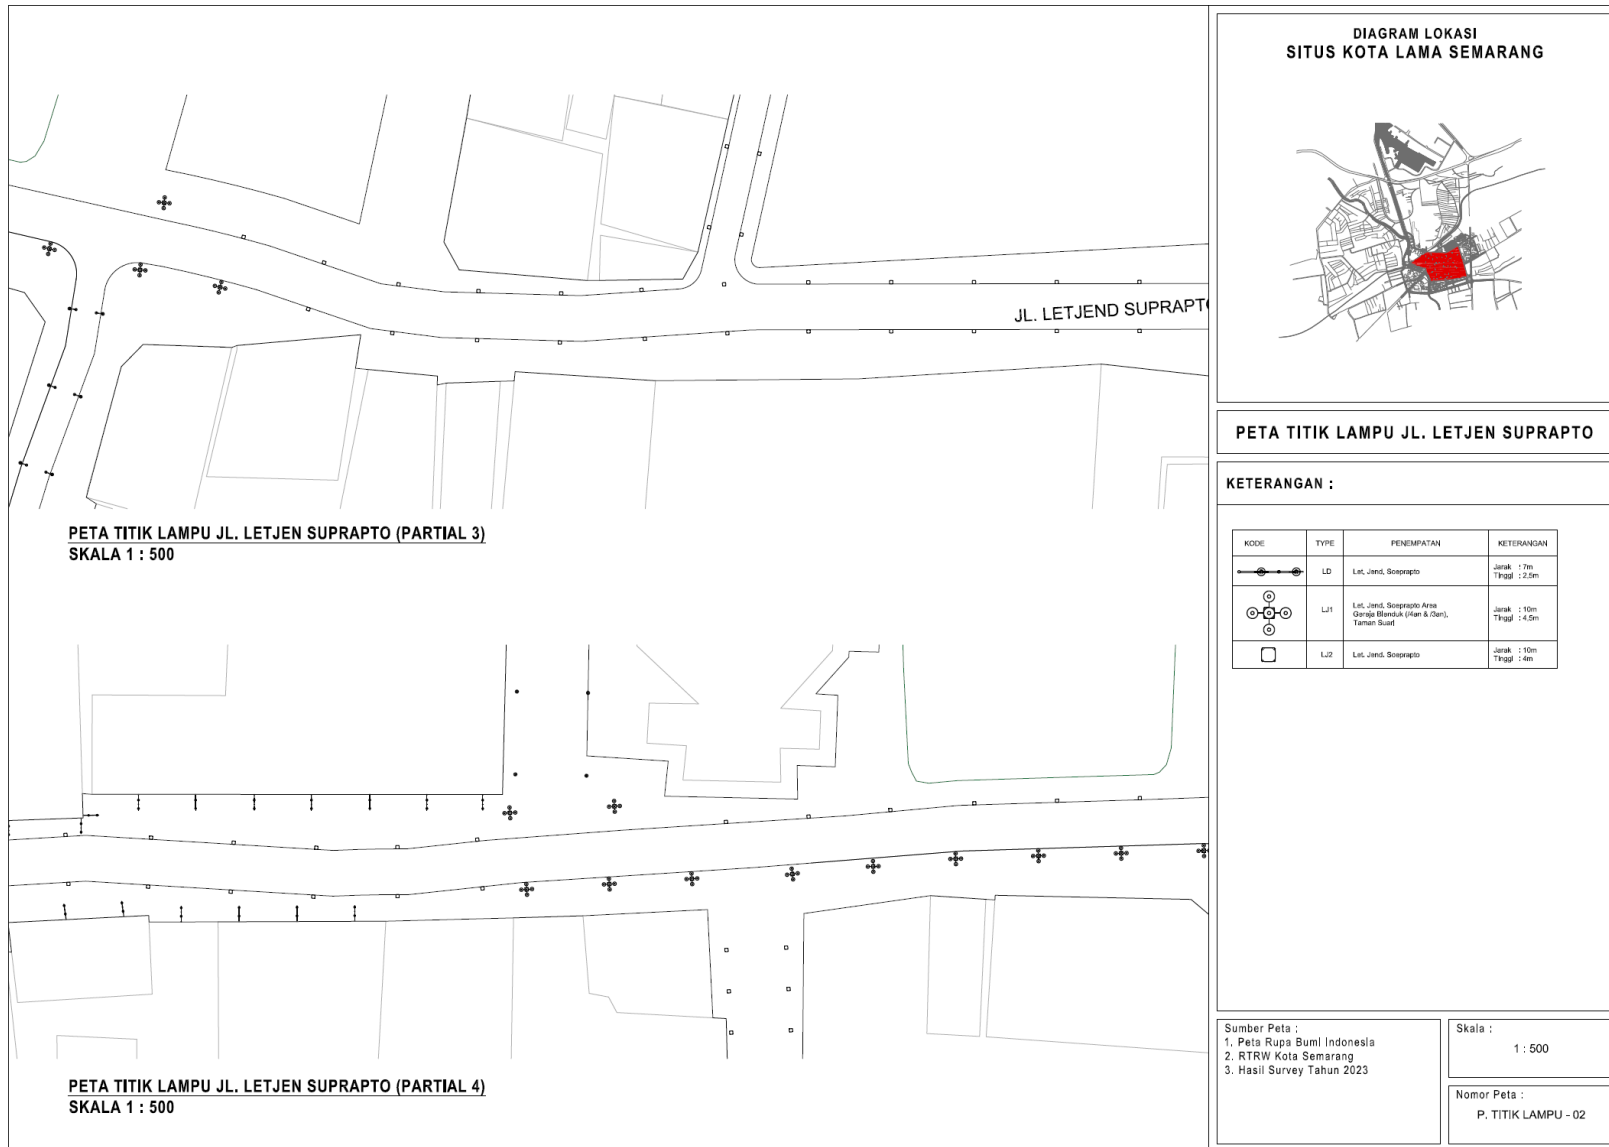 JL. LETJEND SUPRAPTO
PETA TITIK LAMPU JL. LETJEN SUPRAPTO (PARTIAL 3)
SKALA 1 : 500
PETA TITIK LAMPU JL. LETJEN SUPRAPTO (PARTIAL 4)
SKALA 1 : 500
DIAGRAM LOKASI
SITUS KOTA LAMA SEMARANG
PETA TITIK LAMPU JL. LETJEN SUPRAPTO
KETERANGAN :
KODE TYPE PENEMPATAN KETERANGAN
LD Let. Jend. Soeprapto Jarak : 7m
Tinggi : 2,5m
LJ1 Let. Jend. Soeprapto Area
Gereja Blenduk (/4an & /3an),
Taman Suari
Jarak : 10m
Tinggi : 4,5m
LJ2 Let. Jend. Soeprapto Jarak : 10m
Tinggi : 4m
Sumber Peta :
1. Peta Rupa Bumi Indonesia
2. RTRW Kota Semarang
3. Hasil Survey Tahun 2023
Skala :
1 : 500
Nomor Peta :
P. TITIK LAMPU - 02